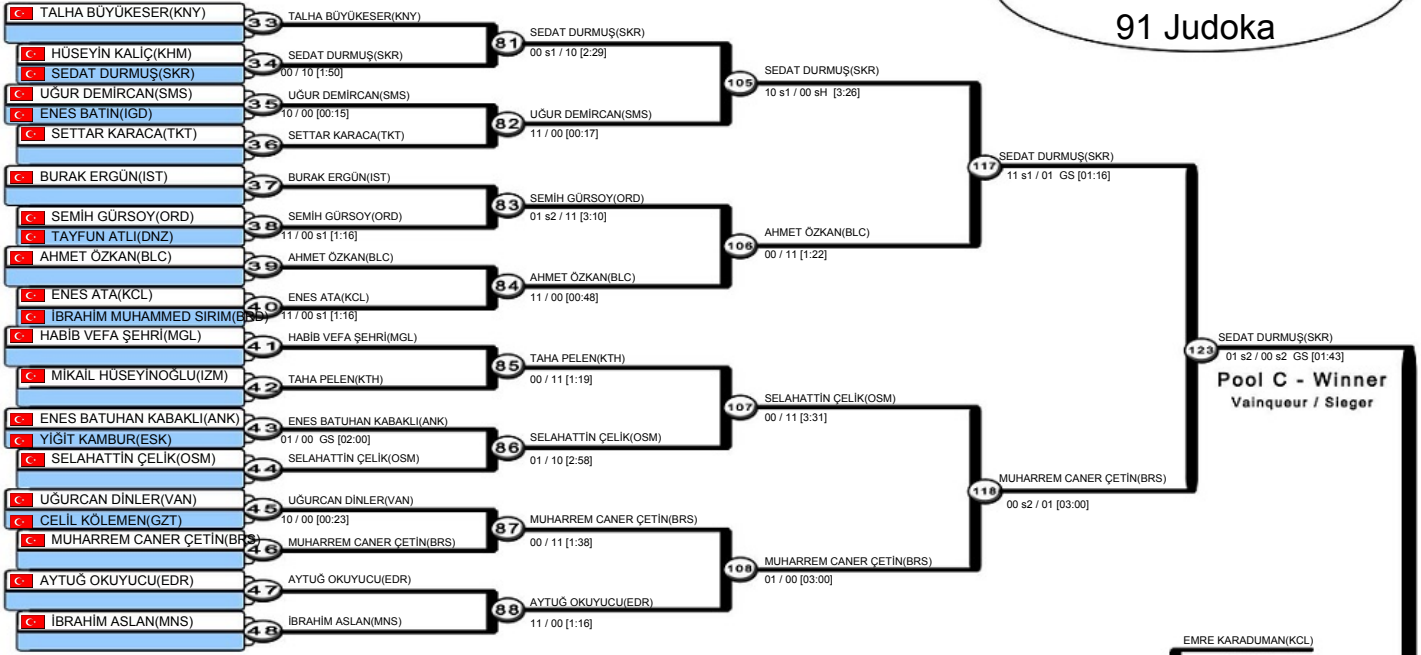 91 Judoka
TALHA BÜYÜKESER(KNY)
HÜSEYİN KALİÇ(KHM)
SEDAT DURMUŞ(SKR)
UĞUR DEMİRCAN(SMS)
ENES BATIN(IGD)
SETTAR KARACA(TKT)
BURAK ERGÜN(IST)
SEMİH GÜRSOY(ORD)
TAYFUN ATLI(DNZ)
AHMET ÖZKAN(BLC)
ENES ATA(KCL)
İBRAHİM MUHAMMED SIRIM(BRD)
HABİB VEFA ŞEHRİ(MGL)
MİKAİL HÜSEYİNOĞLU(IZM)
ENES BATUHAN KABAKLI(ANK)
YİĞİT KAMBUR(ESK)
SELAHATTİN ÇELİK(OSM)
UĞURCAN DİNLER(VAN)
CELİL KÖLEMEN(GZT)
MUHARREM CANER ÇETİN(BRS)
AYTUĞ OKUYUCU(EDR)
İBRAHİM ASLAN(MNS)
33
TALHA BÜYÜKESER(KNY)
34
SEDAT DURMUŞ(SKR)
00 / 10 [1:50]
35
UĞUR DEMİRCAN(SMS)
10 / 00 [00:15]
36
SETTAR KARACA(TKT)
37
BURAK ERGÜN(IST)
38
SEMİH GÜRSOY(ORD)
11 / 00 s1 [1:16]
39
AHMET ÖZKAN(BLC)
40
ENES ATA(KCL)
11 / 00 s1 [1:16]
41
HABİB VEFA ŞEHRİ(MGL)
42
TAHA PELEN(KTH)
43
ENES BATUHAN KABAKLI(ANK)
01 / 00 GS [02:00]
44
SELAHATTİN ÇELİK(OSM)
45
UĞURCAN DİNLER(VAN)
10 / 00 [00:23]
46
MUHARREM CANER ÇETİN(BRS)
47
AYTUĞ OKUYUCU(EDR)
48
İBRAHİM ASLAN(MNS)
81
SEDAT DURMUŞ(SKR)
00 s1 / 10 [2:29]
82
UĞUR DEMİRCAN(SMS)
11 / 00 [00:17]
83
SEMİH GÜRSOY(ORD)
01 s2 / 11 [3:10]
84
AHMET ÖZKAN(BLC)
11 / 00 [00:48]
85
TAHA PELEN(KTH)
00 / 11 [1:19]
86
SELAHATTİN ÇELİK(OSM)
01 / 10 [2:58]
87
MUHARREM CANER ÇETİN(BRS)
00 / 11 [1:38]
88
AYTUĞ OKUYUCU(EDR)
11 / 00 [1:16]
105
SEDAT DURMUŞ(SKR)
10 s1 / 00 sH [3:26]
106
AHMET ÖZKAN(BLC)
00 / 11 [1:22]
107
SELAHATTİN ÇELİK(OSM)
00 / 11 [3:31]
108
MUHARREM CANER ÇETİN(BRS)
01 / 00 [03:00]
117
SEDAT DURMUŞ(SKR)
11 s1 / 01 GS [01:16]
118
MUHARREM CANER ÇETİN(BRS)
00 s2 / 01 [03:00]
123
SEDAT DURMUŞ(SKR)
01 s2 / 00 s2 GS [01:43]
Pool C - Winner
Vainqueur / Sieger
EMRE KARADUMAN(KCL)